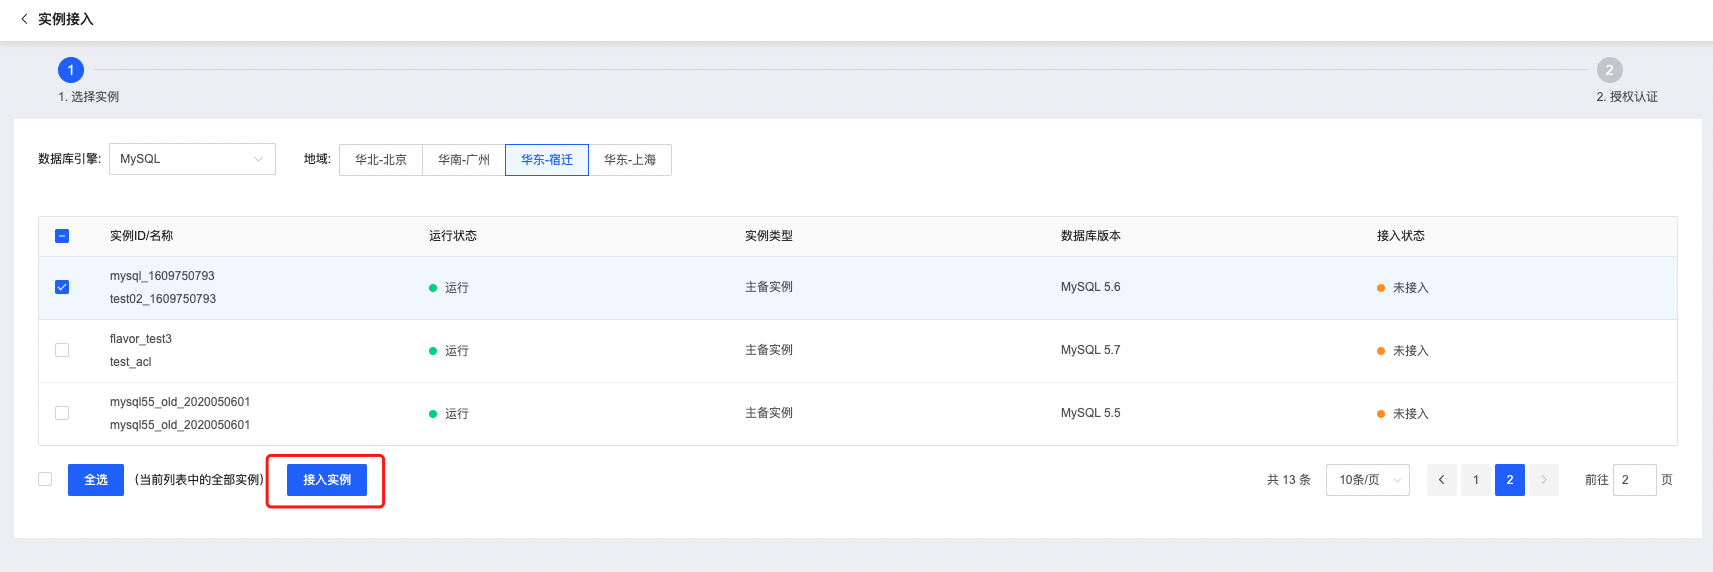 实例接入
1
2
1. 选择实例
2. 授权认证
数据库引擎: MySQL 地域: 华北-北京 华南-广州 华东-宿迁 华东-上海
实例ID/名称 运行状态 实例类型 数据库版本 接入状态
mysql_1609750793
test02_1609750793
运行 主备实例 MySQL 5.6 未接入
flavor_test3
test_acl
运行 主备实例 MySQL 5.7 未接入
mysql55_old_2020050601
mysql55_old_2020050601
运行 主备实例 MySQL 5.5 未接入
全选 (当前列表中的全部实例) 接入实例 共 13 条 10条/页 1 2 前往 2 页